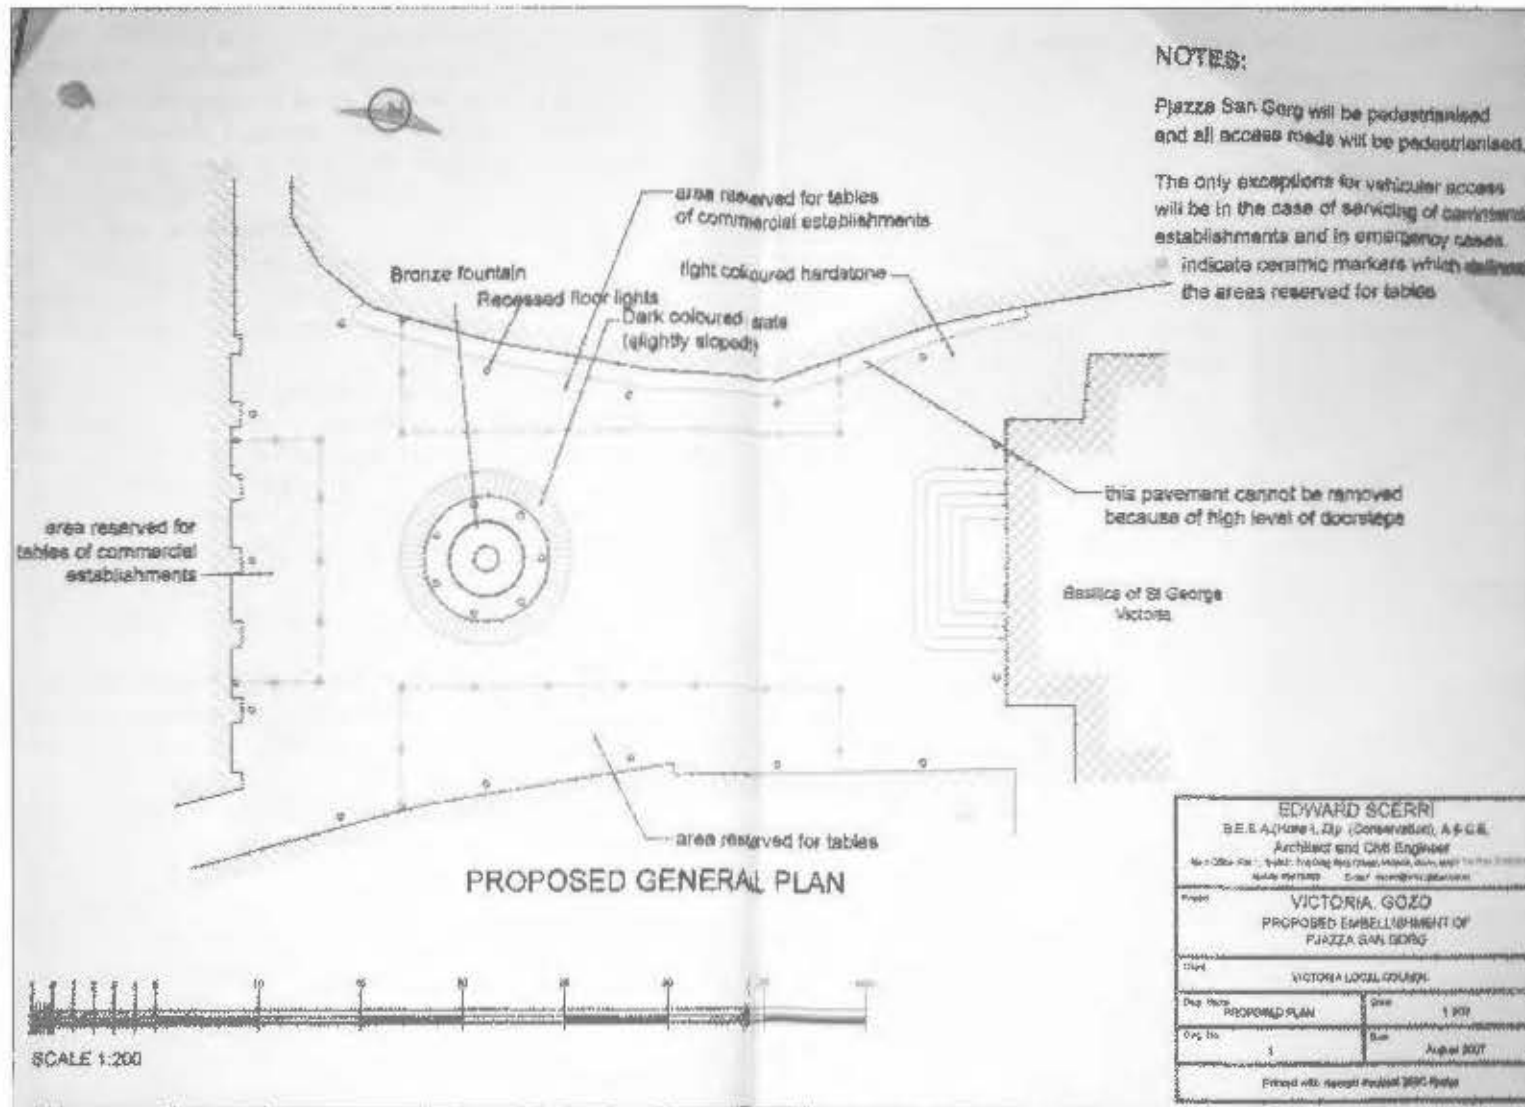 NOTES:
Pjazza San Gorg will be pedestrianised
and all access roads will be pedestrianised.
The only exceptions for vehicular access
will be in the case of servicing of
establishments and in emergency cases.
indicate ceramic markers which
the areas reserved for tables
N
area reserved for tables
of commercial establishments
Bronze fountain
light coloured hardstone
Recessed floor lights
Dark coloured slate
(slightly sloped)
this pavement cannot be removed
because of high level of doorsteps
area reserved for
tables of commercial
establishments
Basilica of St George
Victoria
area reserved for tables
PROPOSED GENERAL PLAN
SCALE 1:200
EDWARD SCERRI
Architect and Civil Engineer
VICTORIA, GOZO
PROPOSED EMBELLISHMENT OF
PJAZZA SAN GORG
VICTORIA LOCAL COUNCIL
PROPOSED PLAN
1
August 2007